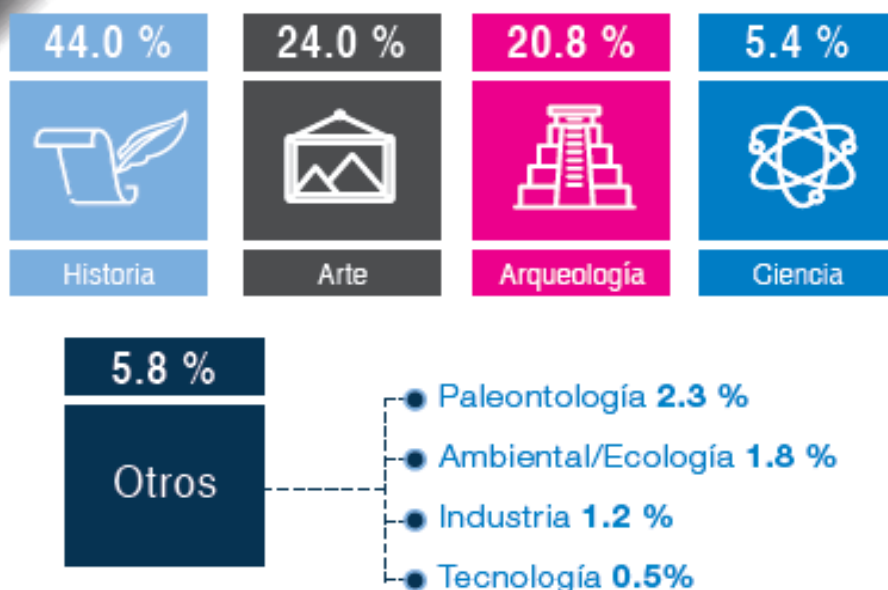 44.0 % 24.0 % 20.8 % 5.4 %
Historia Arte Arqueología Ciencia
5.8 %
Otros
Paleontología 2.3 %
Ambiental/Ecología 1.8 %
Industria 1.2 %
Tecnología 0.5%